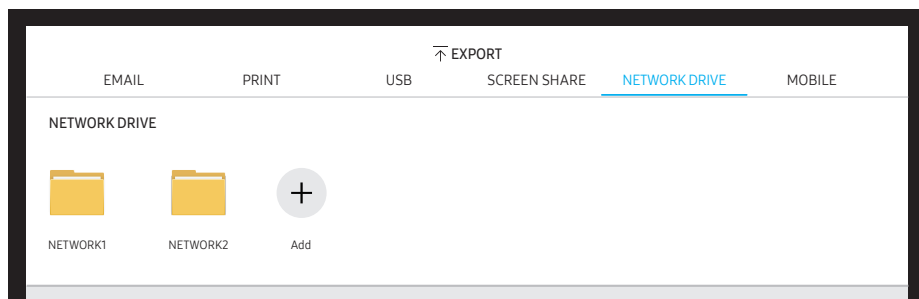 EXPORT
EMAIL PRINT USB SCREEN SHARE NETWORK DRIVE MOBILE
NETWORK DRIVE
NETWORK1 NETWORK2 Add